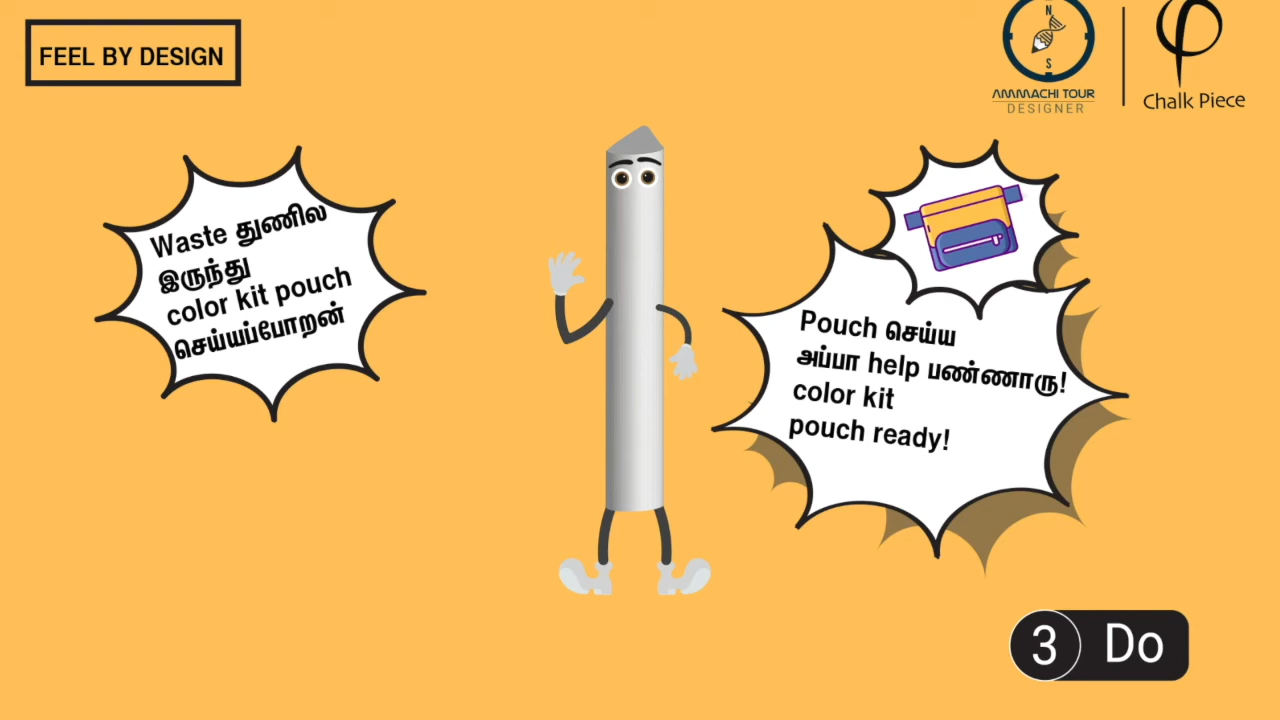 FEEL BY DESIGN
N
S
AMMACHI TOUR
DESIGNER
Chalk Piece
Waste துணில
இருந்து
color kit pouch
செய்யப்போறன்
Pouch செய்ய
அப்பா help பண்ணாரு!
color kit
pouch ready!
3 Do